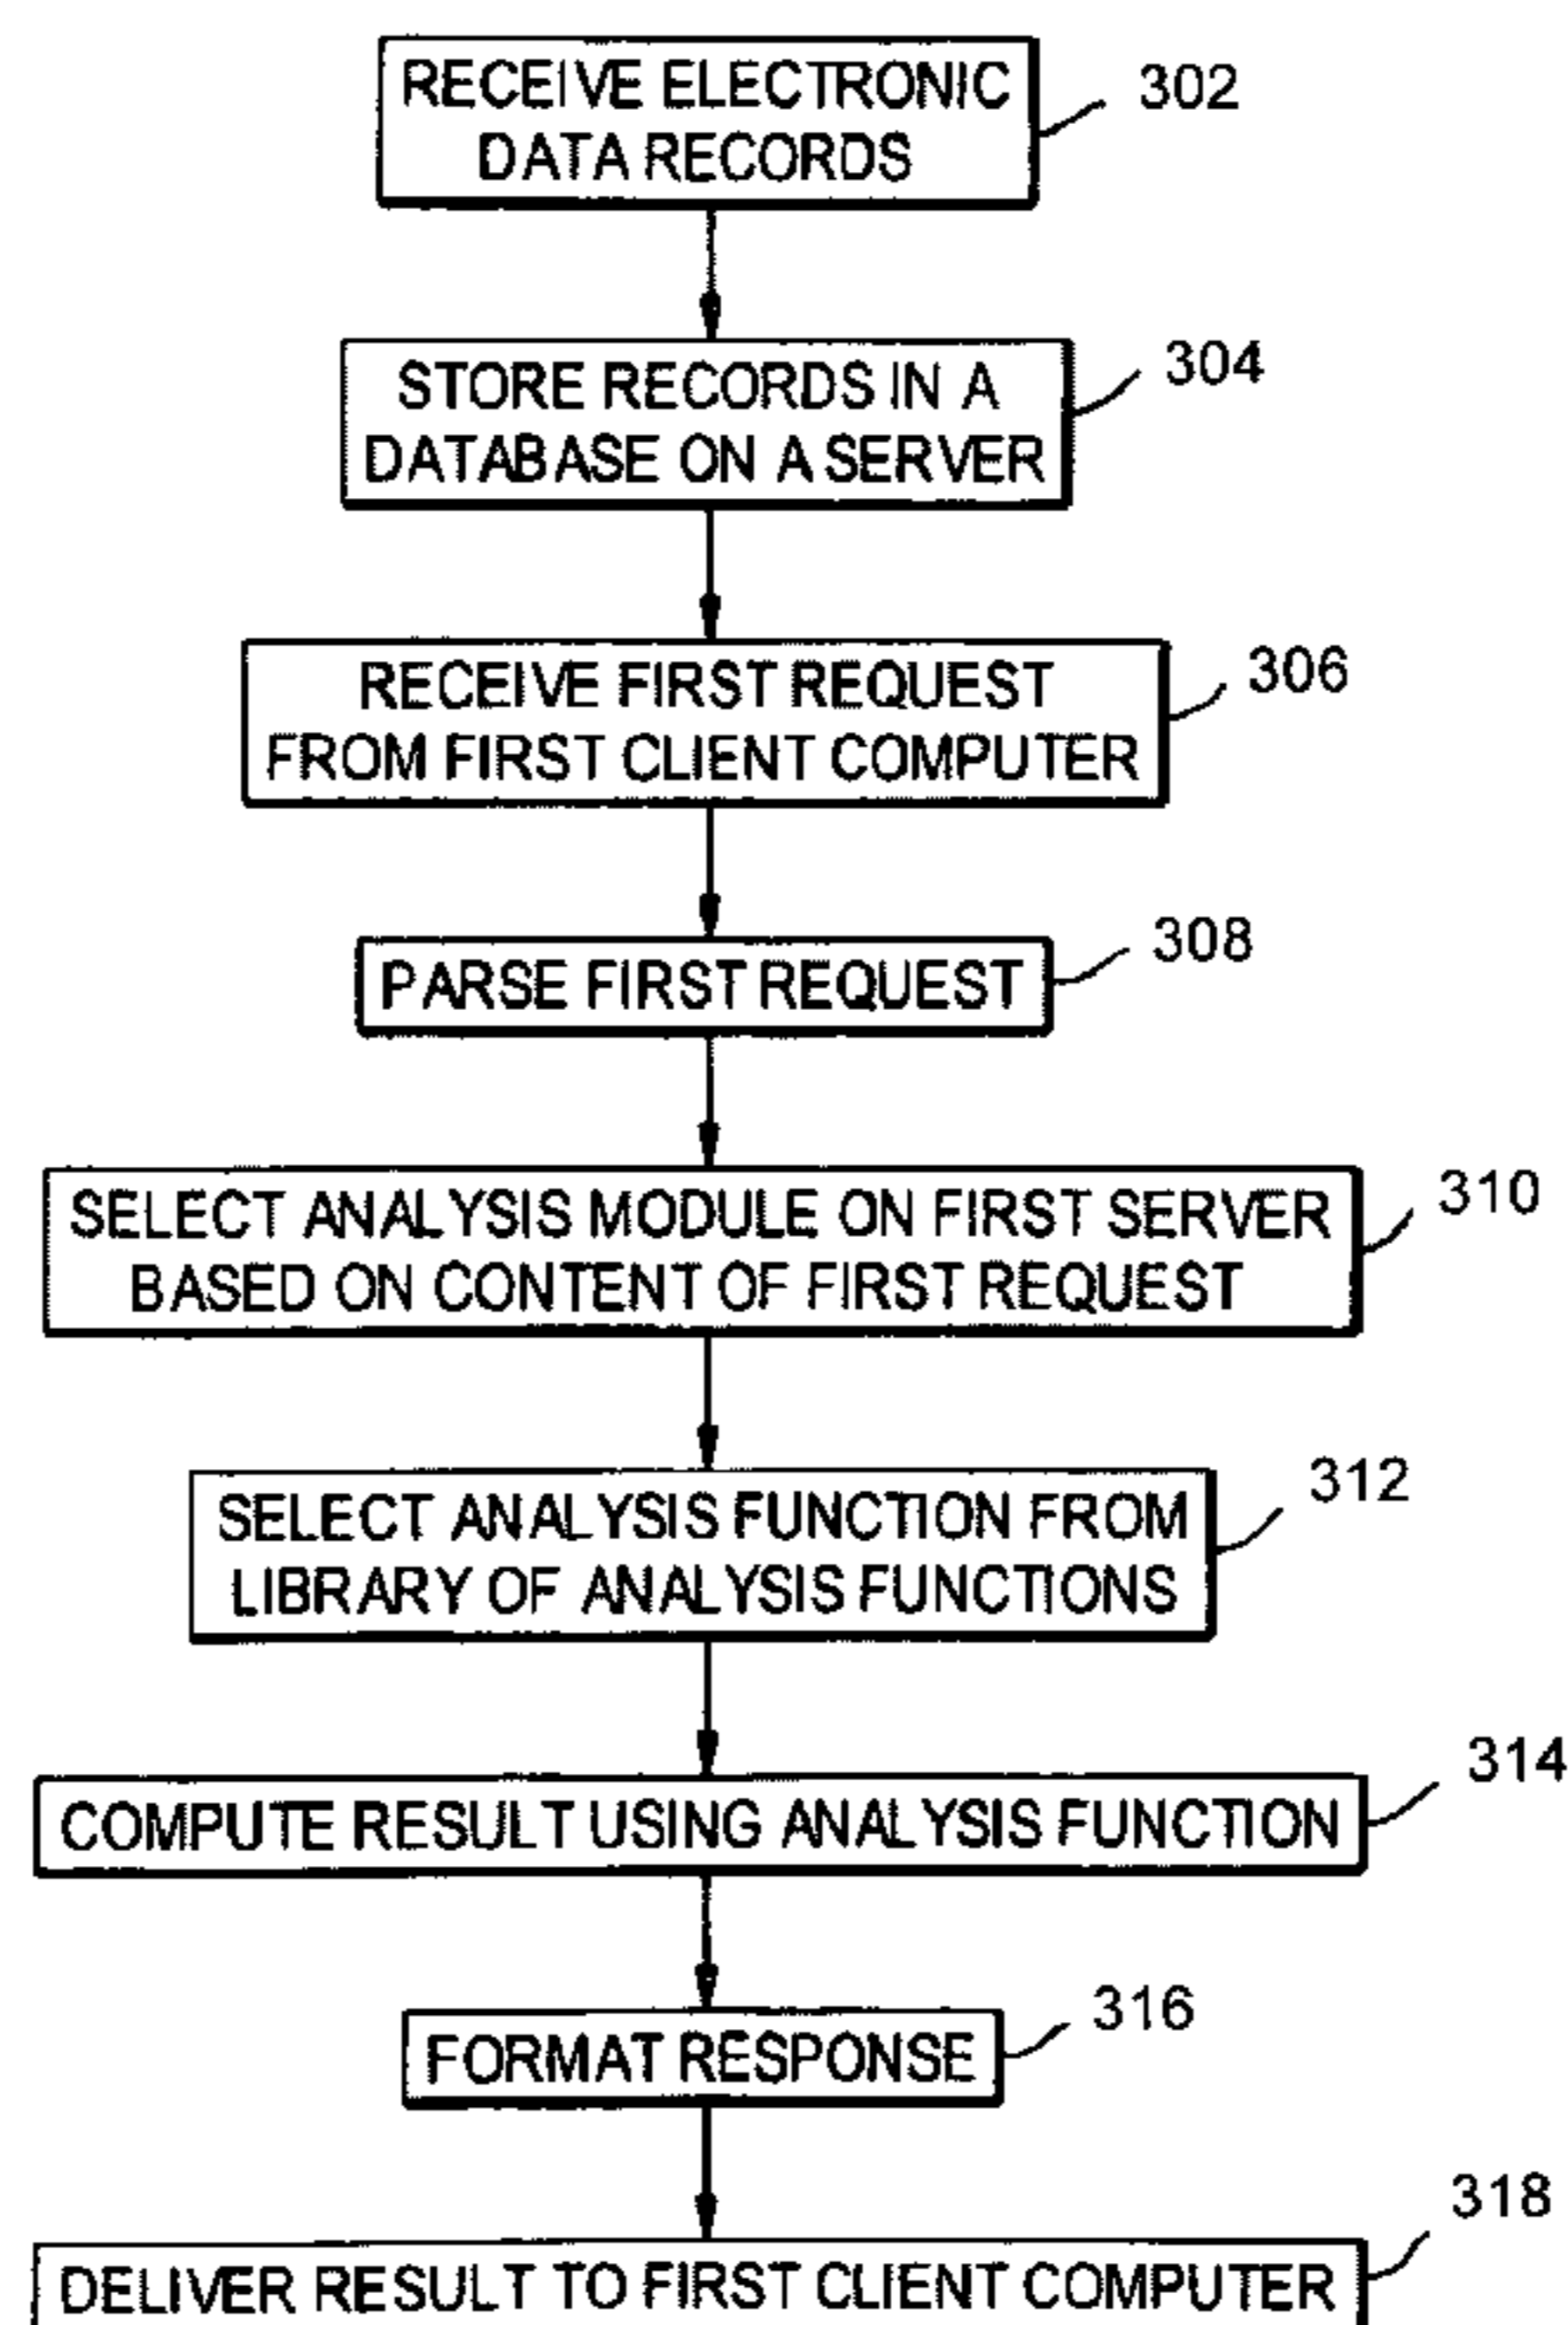 RECEIVE ELECTRONIC
DATA RECORDS
302
STORE RECORDS IN A
DATABASE ON A SERVER
304
RECEIVE FIRST REQUEST
FROM FIRST CLIENT COMPUTER
306
PARSE FIRST REQUEST
308
SELECT ANALYSIS MODULE ON FIRST SERVER
BASED ON CONTENT OF FIRST REQUEST
310
SELECT ANALYSIS FUNCTION FROM
LIBRARY OF ANALYSIS FUNCTIONS
312
COMPUTE RESULT USING ANALYSIS FUNCTION
314
FORMAT RESPONSE
316
DELIVER RESULT TO FIRST CLIENT COMPUTER
318